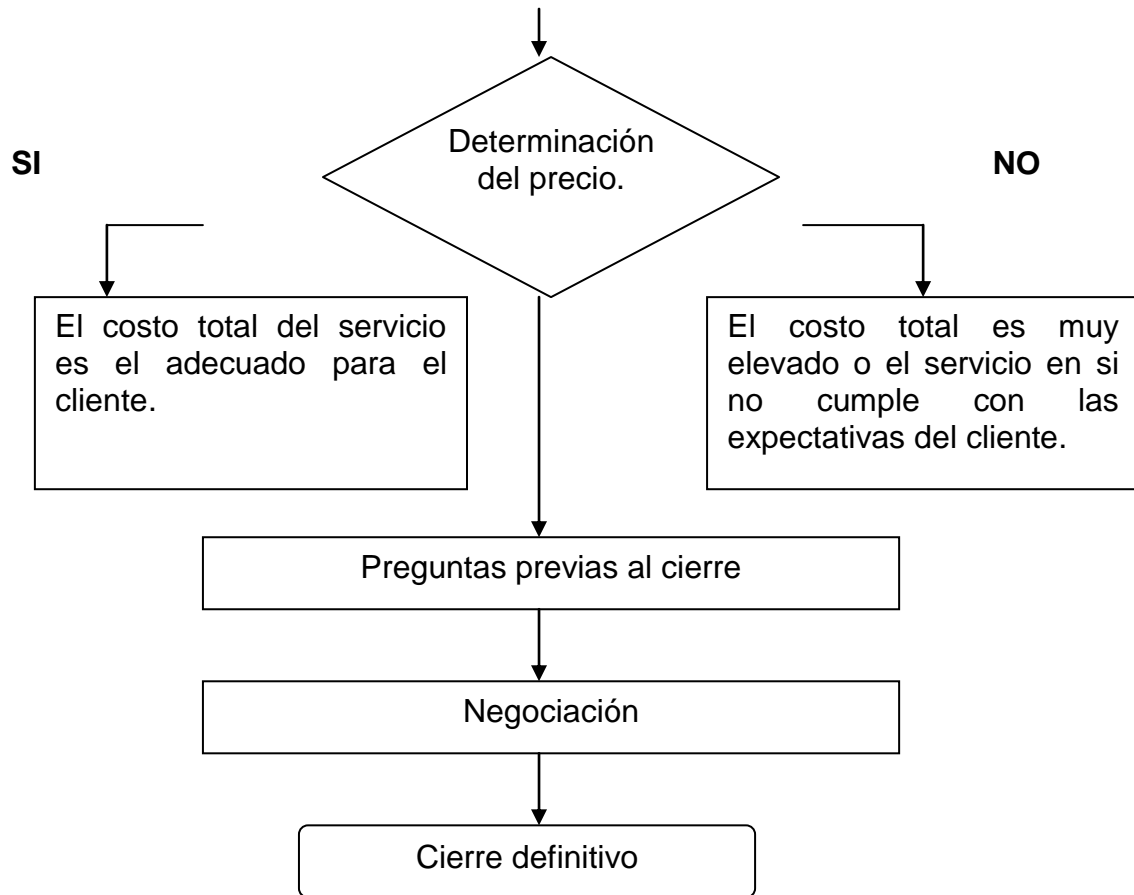 Determinación
del precio.
SI
NO
El costo total del servicio
es el adecuado para el
cliente.
El costo total es muy
elevado o el servicio en si
no cumple con las
expectativas del cliente.
Preguntas previas al cierre
Negociación
Cierre definitivo